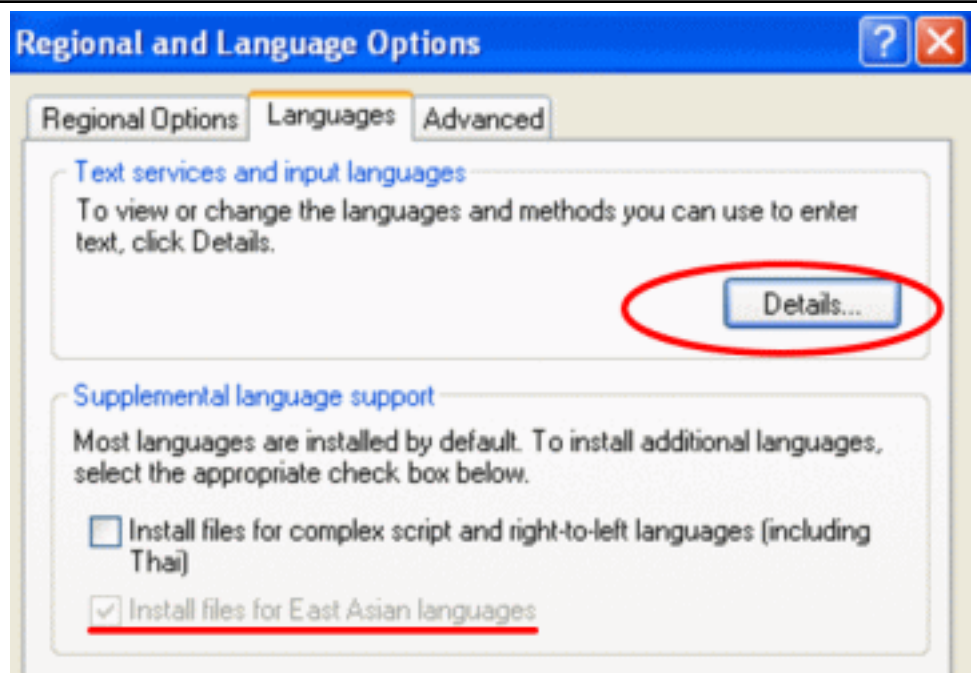 Regional and Language Options
Regional Options Languages Advanced
Text services and input languages
To view or change the languages and methods you can use to enter
text, click Details.
Details...
Supplemental language support
Most languages are installed by default. To install additional languages,
select the appropriate check box below.
Install files for complex script and right-to-left languages (including
Thai)
Install files for East Asian languages